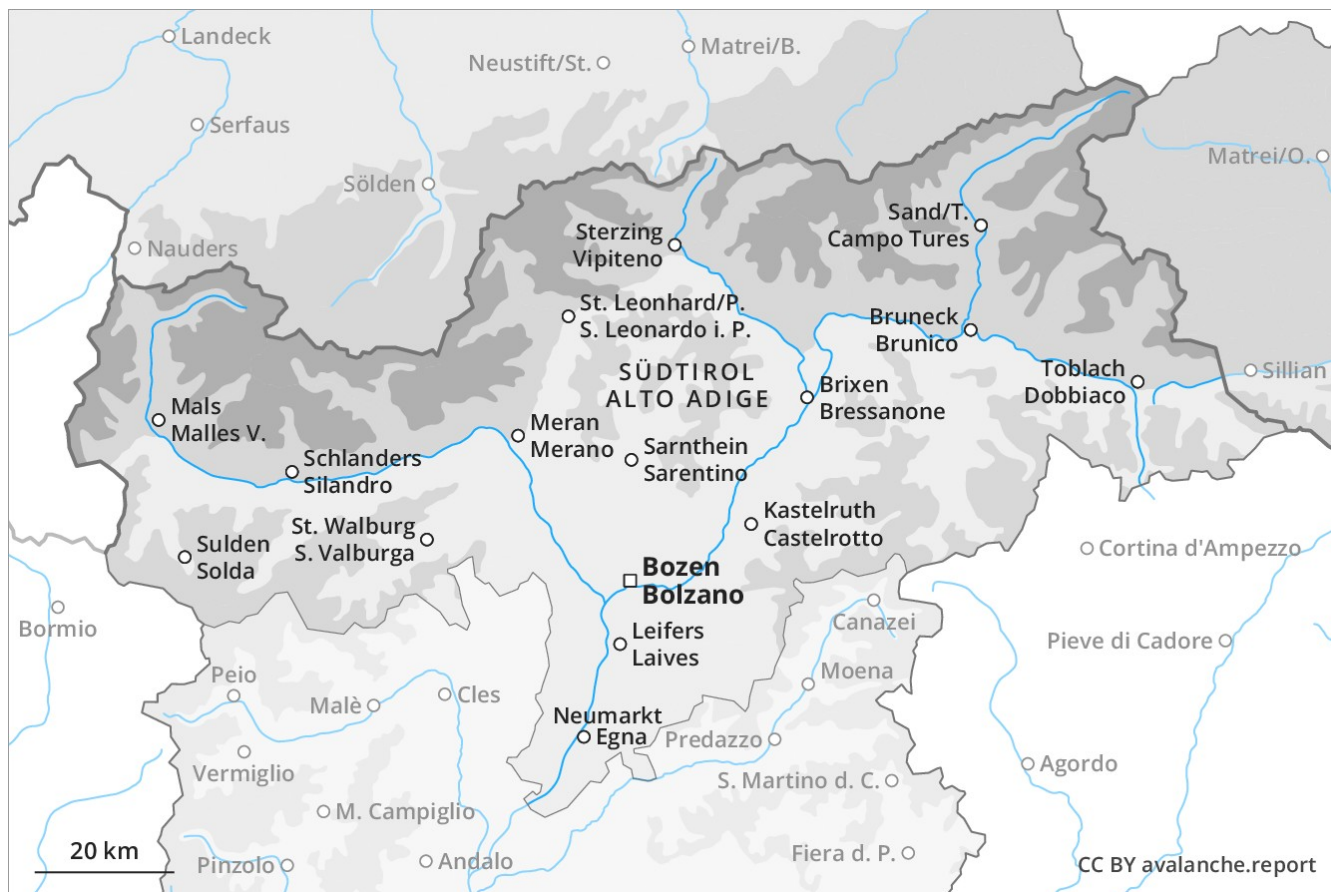 Landeck
Matrei/B.
Neustift/St.
Serfaus
Matrei/O.
Sölden
Sand/T.
Campo Tures
Sterzing
Vipiteno
Nauders
St. Leonhard/P.
S. Leonardo i. P.
Bruneck
Brunico
SÜDTIROL
ALTO ADIGE
Toblach
Dobbiaco
Sillian
Brixen
Bressanone
Mals
Malles V.
Meran
Merano
Sarnthein
Sarentino
Schlanders
Silandro
Kastelruth
Castelrotto
St. Walburg
S. Valburga
Sulden
Solda
Cortina d'Ampezzo
Bozen
Bolzano
Bormio
Canazei
Leifers
Laives
Pieve di Cadore
Peio
Moena
Malè
Cles
Neumarkt
Egna
Predazzo
Vermiglio
Agordo
S. Martino d. C.
M. Campiglio
20 km
Pinzolo
Andalo
Fiera d. P.
CC BY avalanche.report